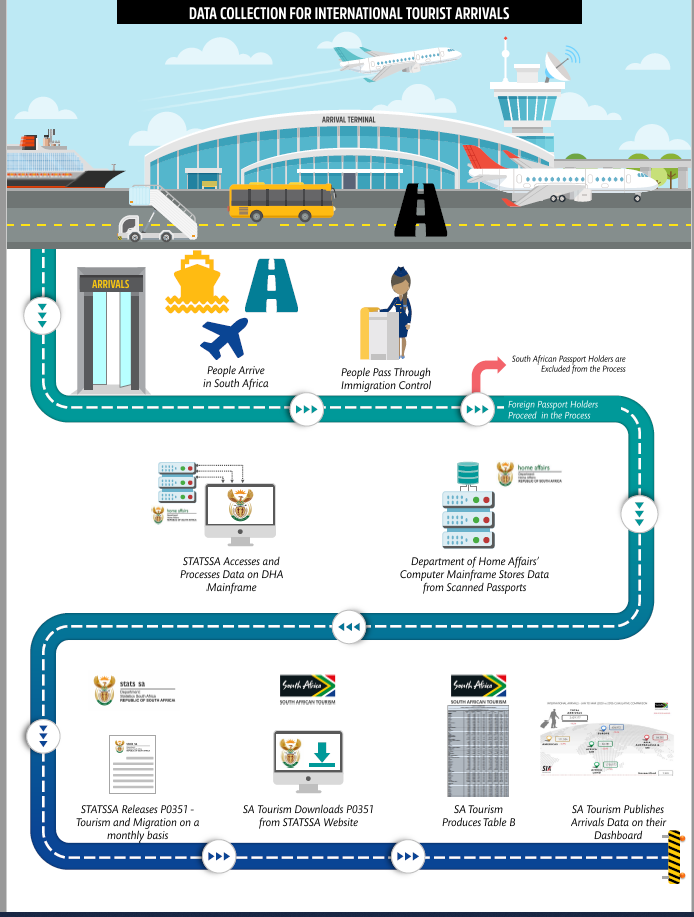 DATA COLLECTION FOR INTERNATIONAL TOURIST ARRIVALS
ARRIVAL TERMINAL
ARRIVALS
People Arrive
in South Africa
People Pass Through
Immigration Control
South African Passport Holders are
Excluded from the Process
Foreign Passport Holders
Proceed in the Process
home affairs
Department:
Home Affairs
REPUBLIC OF SOUTH AFRICA
home affairs
REPUBLIC OF SOUTH AFRICA
STATSSA Accesses and
Processes Data on DHA
Mainframe
Department of Home Affairs'
Computer Mainframe Stores Data
from Scanned Passports
stats sa
Department:
Statistics South Africa
REPUBLIC OF SOUTH AFRICA
South Africa
SOUTH AFRICAN TOURISM
South Africa
SOUTH AFRICAN TOURISM
stats sa
TOTAL
ARRIVALS
EUROPE
STATSSA Releases P0351 -
Tourism and Migration on a
monthly basis
SA Tourism Downloads P0351
from STATSSA Website
SA Tourism
Produces Table B
SA Tourism Publishes
Arrivals Data on their
Dashboard